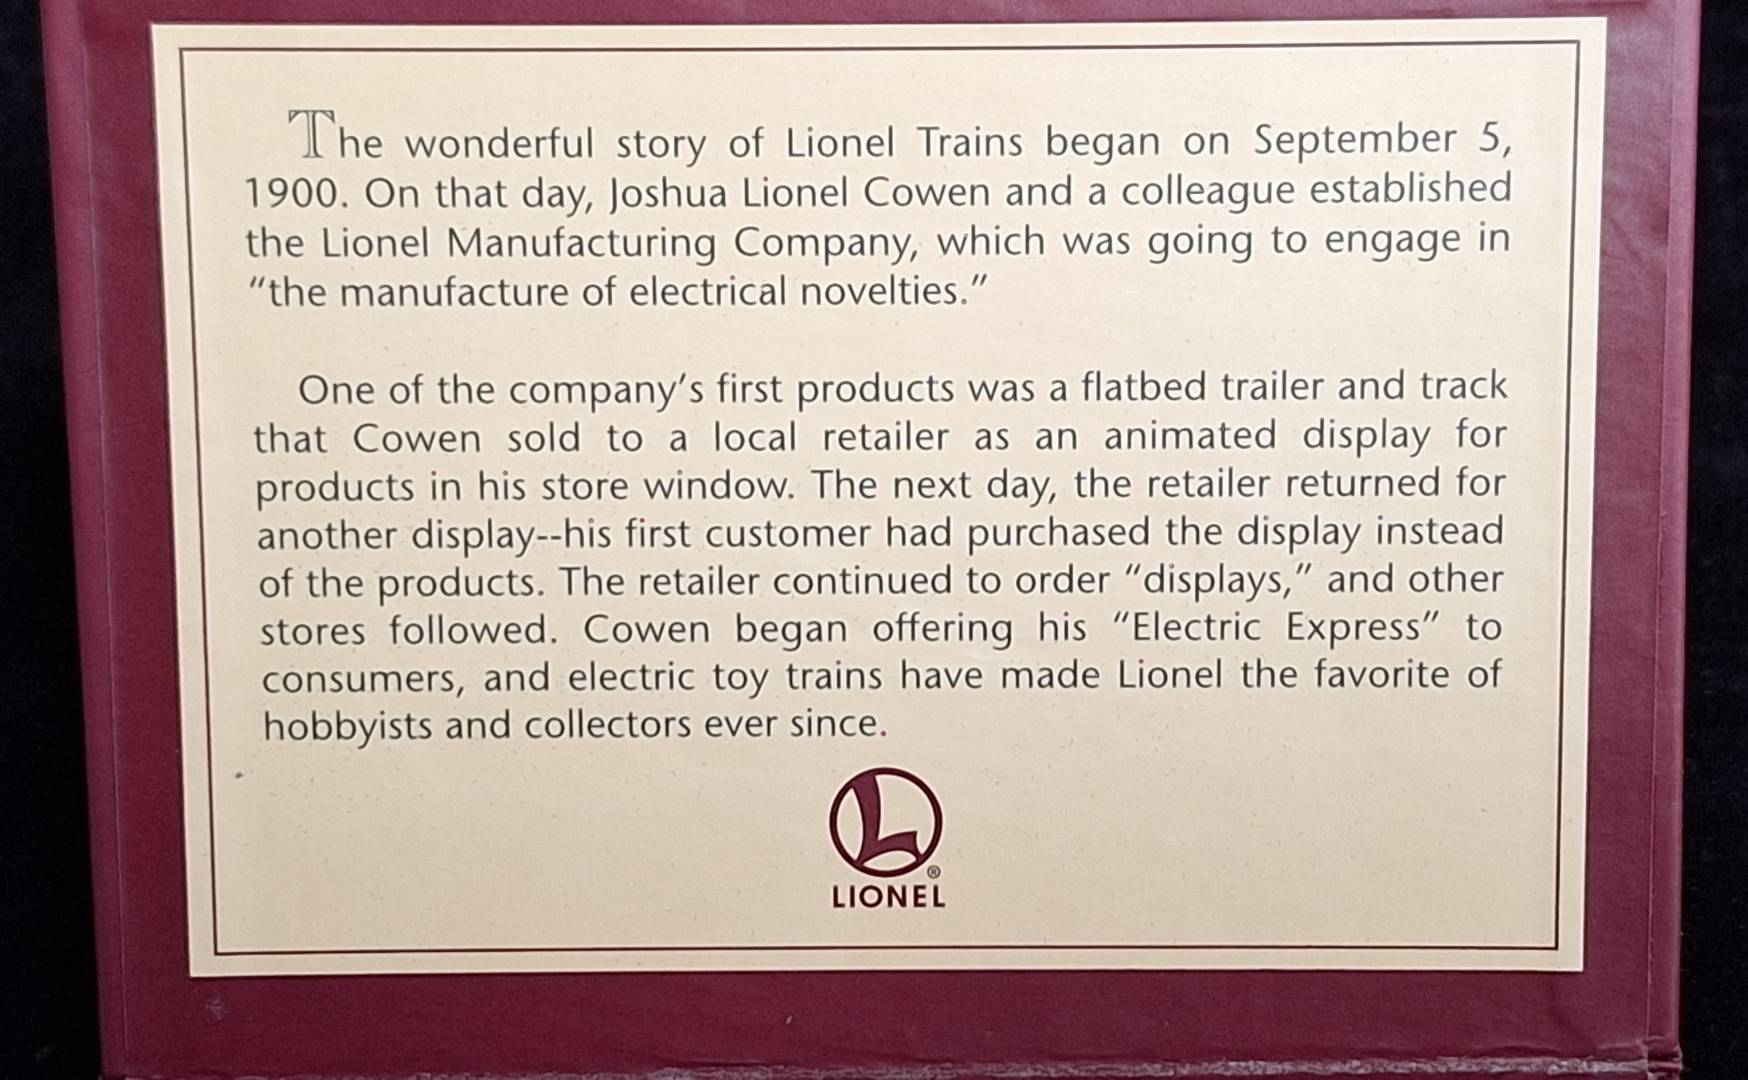 The wonderful story of Lionel Trains began on September 5,
1900. On that day, Joshua Lionel Cowen and a colleague established
the Lionel Manufacturing Company, which was going to engage in
"the manufacture of electrical novelties."
One of the company's first products was a flatbed trailer and track
that Cowen sold to a local retailer as an animated display for
products in his store window. The next day, the retailer returned for
another display--his first customer had purchased the display instead
of the products. The retailer continued to order "displays," and other
stores followed. Cowen began offering his "Electric Express" to
consumers, and electric toy trains have made Lionel the favorite of
hobbyists and collectors ever since.
L
®
LIONEL